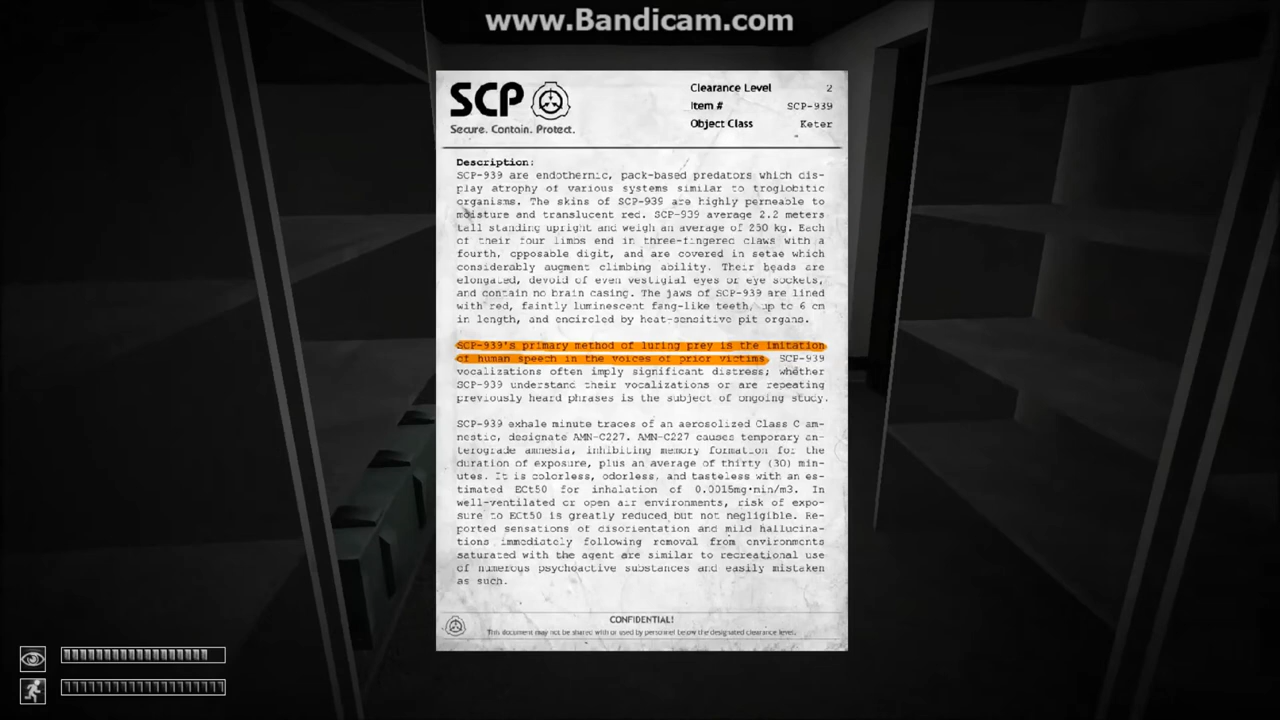 www.Bandicam.com
SCP
Secure. Contain. Protect.
Clearance Level 2
Item # SCP-939
Object Class Keter
Description:
SCP-939 are endothermic, pack-based predators which dis-
play atrophy of various systems similar to troglobitic
organisms. The skins of SCP-939 are highly permeable to
moisture and translucent red. SCP-939 average 2.2 meters
tall standing upright and weigh an average of 250 kg. Each
of their four limbs end in three-fingered claws with a
fourth, opposable digit, and are covered in setae which
considerably augment climbing ability. Their heads are
elongated, devoid of even vestigial eyes or eye sockets,
and contain no brain casing. The jaws of SCP-939 are lined
with red, faintly luminescent fang-like teeth, up to 6 cm
in length, and encircled by heat-sensitive pit organs.
SCP-939's primary method of luring prey is the imitation
of human speech in the voices of prior victims. SCP-939
vocalizations often imply significant distress; whether
SCP-939 understand their vocalizations or are repeating
previously heard phrases is the subject of ongoing study.
SCP-939 exhale minute traces of an aerosolized Class C am-
nestic, designate AMN-C227. AMN-C227 causes temporary an-
terograde amnesia, inhibiting memory formation for the
duration of exposure, plus an average of thirty (30) min-
utes. It is colorless, odorless, and tasteless with an es-
timated ECt50 for inhalation of 0.0015mg·min/m3. In
well-ventilated or open air environments, risk of expo-
sure to ECt50 is greatly reduced but not negligible. Re-
ported sensations of disorientation and mild hallucina-
tions immediately following removal from environments
saturated with the agent are similar to recreational use
of numerous psychoactive substances and easily mistaken
as such.
CONFIDENTIAL!
This document may not be shared with or used by personnel below the designated clearance level.